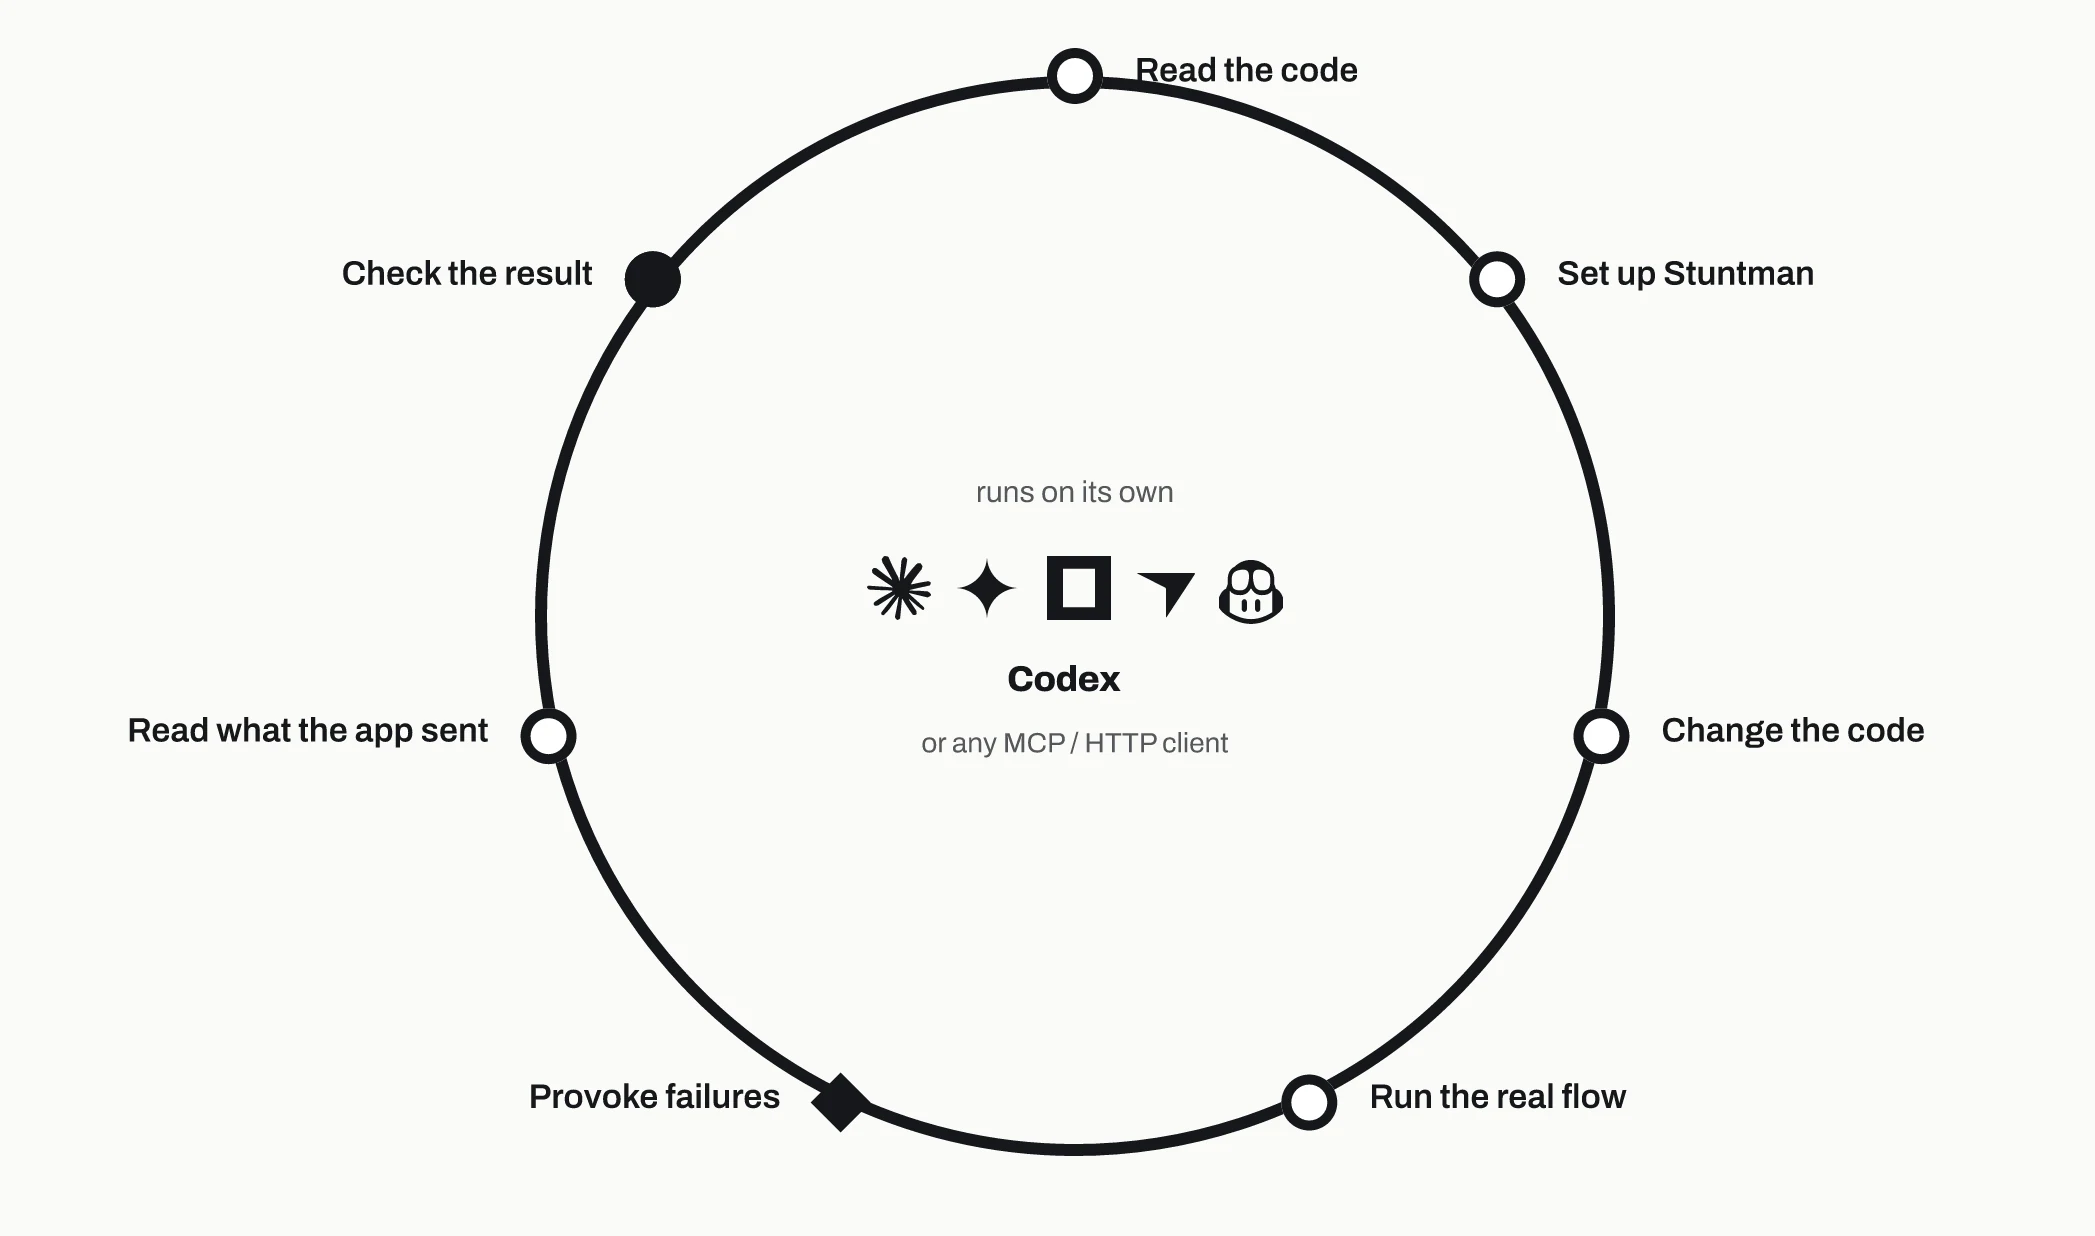 Read the code
Check the result
Set up Stuntman
runs on its own
Codex
Read what the app sent
Change the code
or any MCP / HTTP client
Provoke failures
Run the real flow